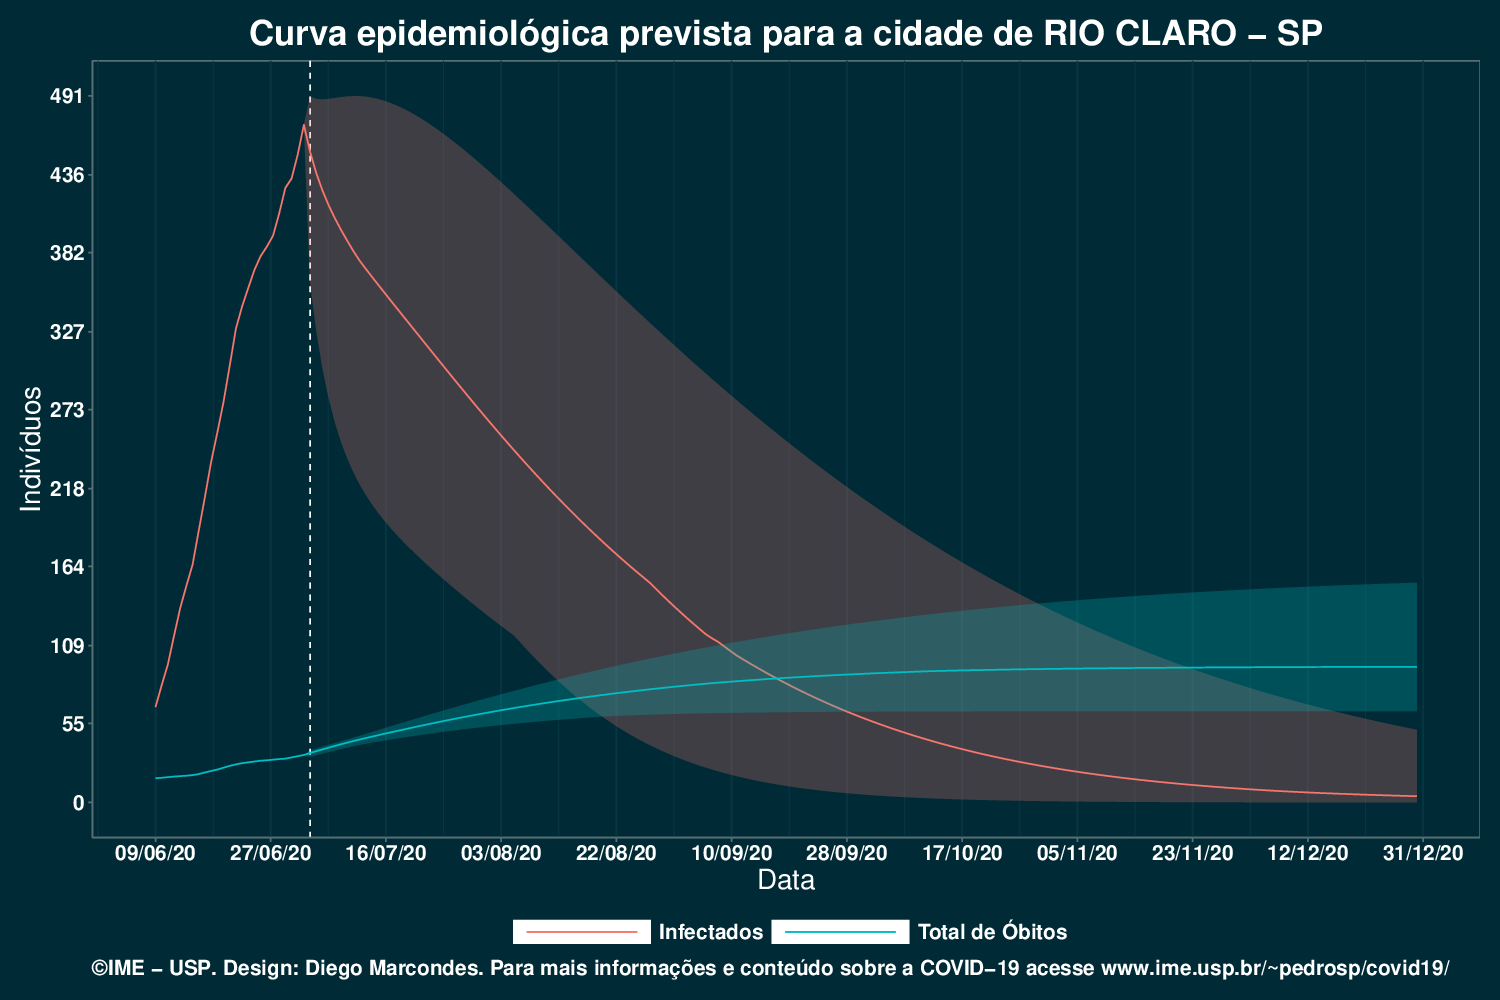 Curva epidemiológica prevista para a cidade de RIO CLARO – SP
491
436
382
327
273
218
164
109
55
0
Indivíduos
09/06/20 27/06/20 16/07/20 03/08/20 22/08/20 10/09/20 28/09/20 17/10/20 05/11/20 23/11/20 12/12/20 31/12/20
Data
Infectados Total de Óbitos
©IME – USP. Design: Diego Marcondes. Para mais informações e conteúdo sobre a COVID–19 acesse www.ime.usp.br/~pedrosp/covid19/